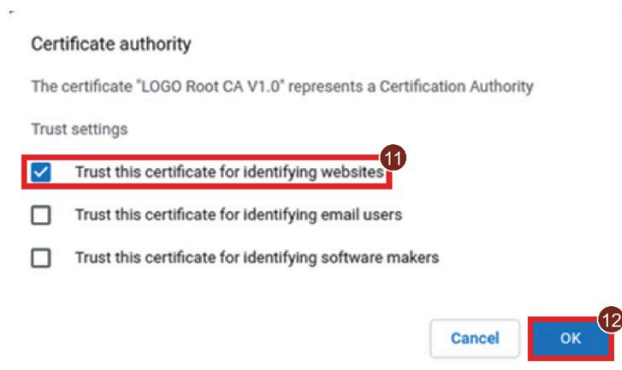 Certificate authority
The certificate "LOGO Root CA V1.0" represents a Certification Authority
Trust settings
11
Trust this certificate for identifying websites
Trust this certificate for identifying email users
Trust this certificate for identifying software makers
12
Cancel OK